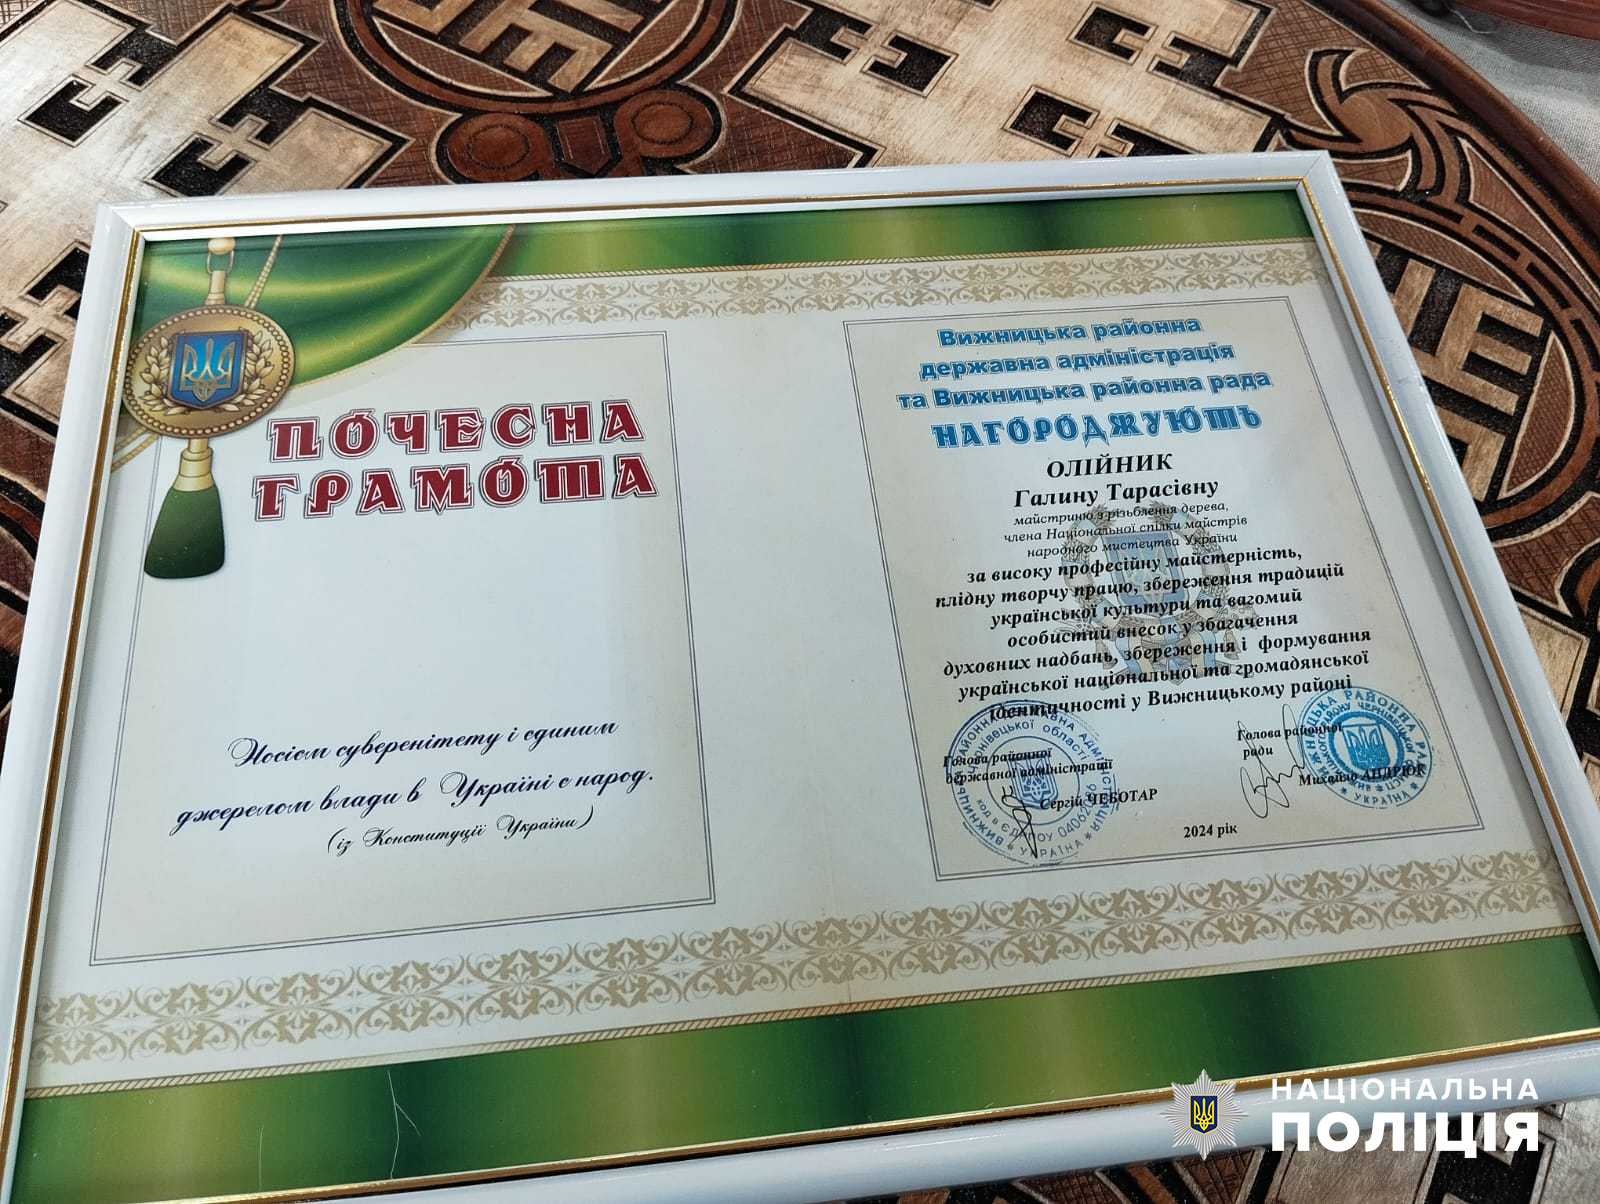 ПОЧЕСНА
ГРАМОТА
Носієм суверенітету і єдиним
джерелом влади в Україні є народ.
(із Конституції України)
Вижницька районна
державна адміністрація
та Вижницька районна рада
НАГОРОДЖУЮТЬ
ОЛІЙНИК
Галину Тарасівну
майстриню з різьблення дерева,
члена Національної спілки майстрів
народного мистецтва України
за високу професійну майстерність,
плідну творчу працю, збереження традицій
української культури та вагомий
особистий внесок у збагачення
духовних надбань, збереження і формування
української національної та громадянської
ідентичності у Вижницькому районі
Голова районної
державної адміністрації
Сергій ЧЕБОТАР
Голова районної
ради
Михайло АНДРЮК
2024 рік
УКРАЇНА
УКРАЇНА
НАЦІОНАЛЬНА
ПОЛІЦІЯ